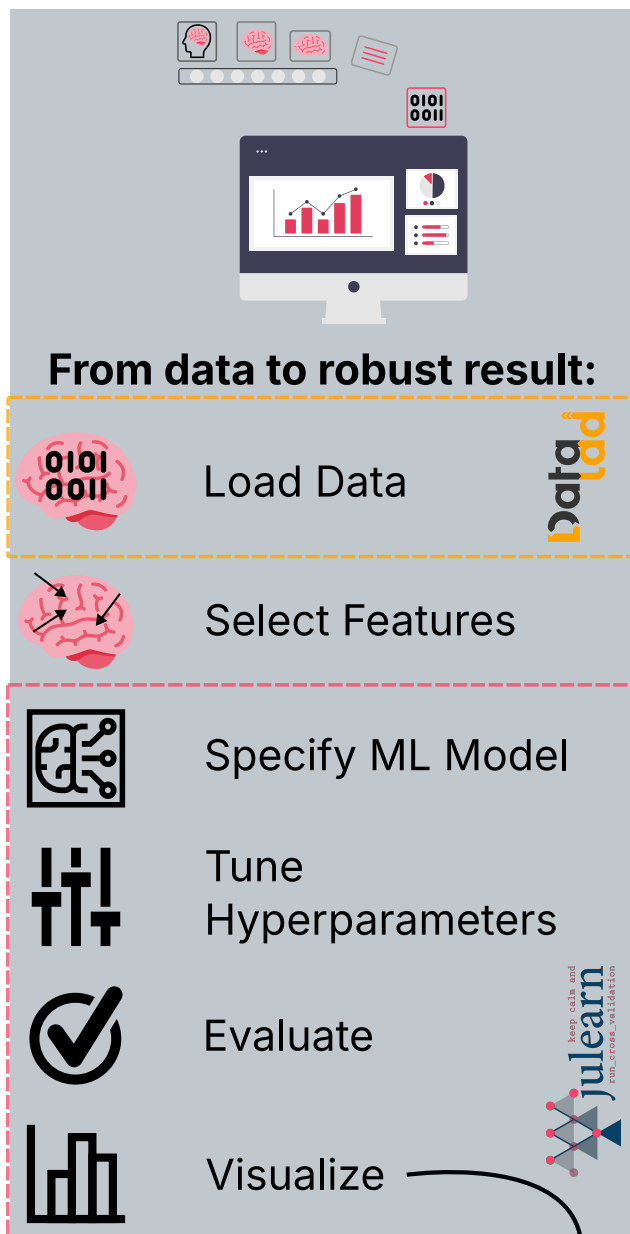 0101
0011
From data to robust result:
0101
0011
Load Data
Data
Lad
Select Features
Specify ML Model
Tune
Hyperparameters
Evaluate
keep calm and
julearn
run_cross_validation
Visualize